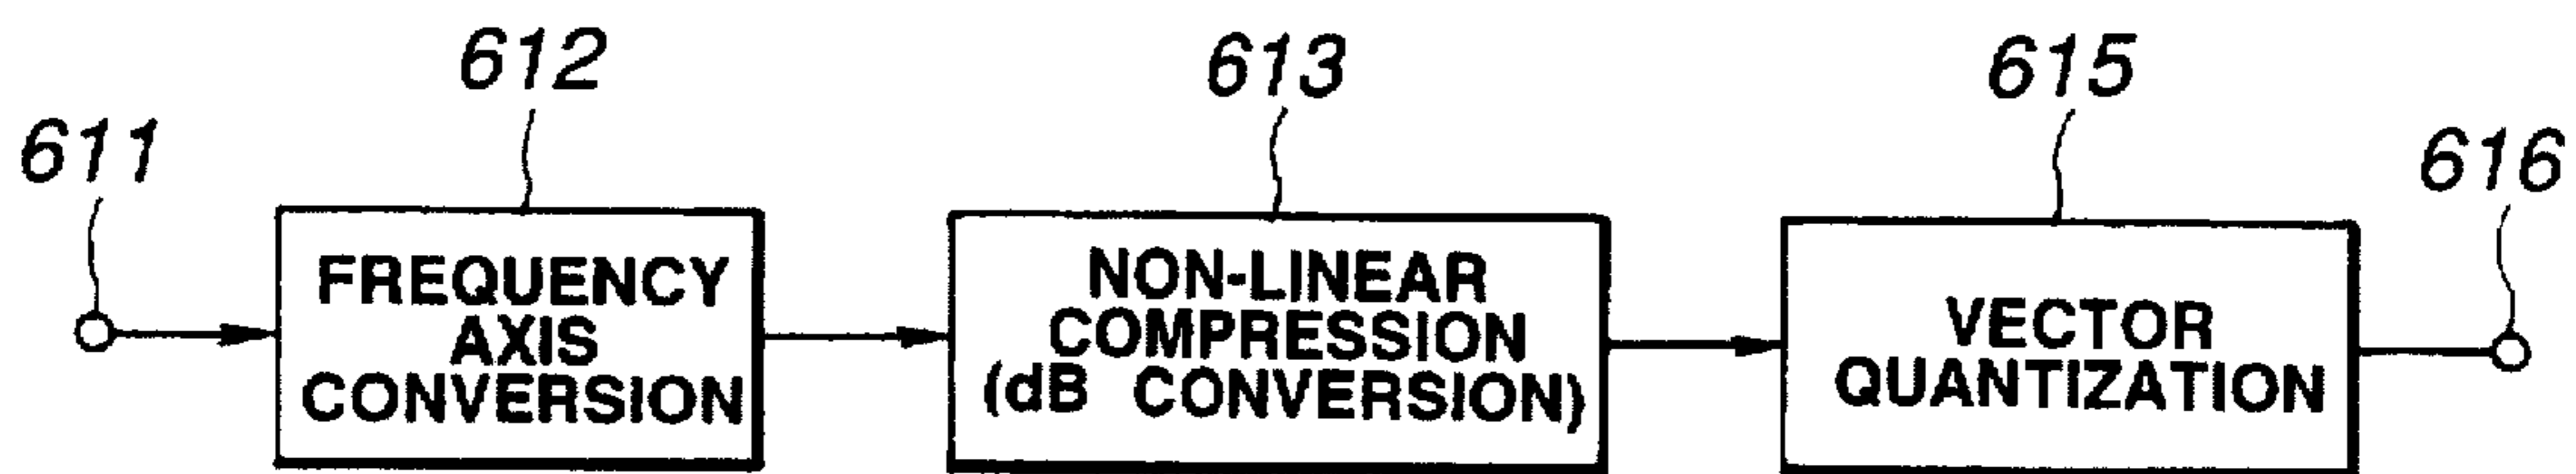 612
613
615
611
616
FREQUENCY
AXIS
CONVERSION
NON-LINEAR
COMPRESSION
(dB CONVERSION)
VECTOR
QUANTIZATION